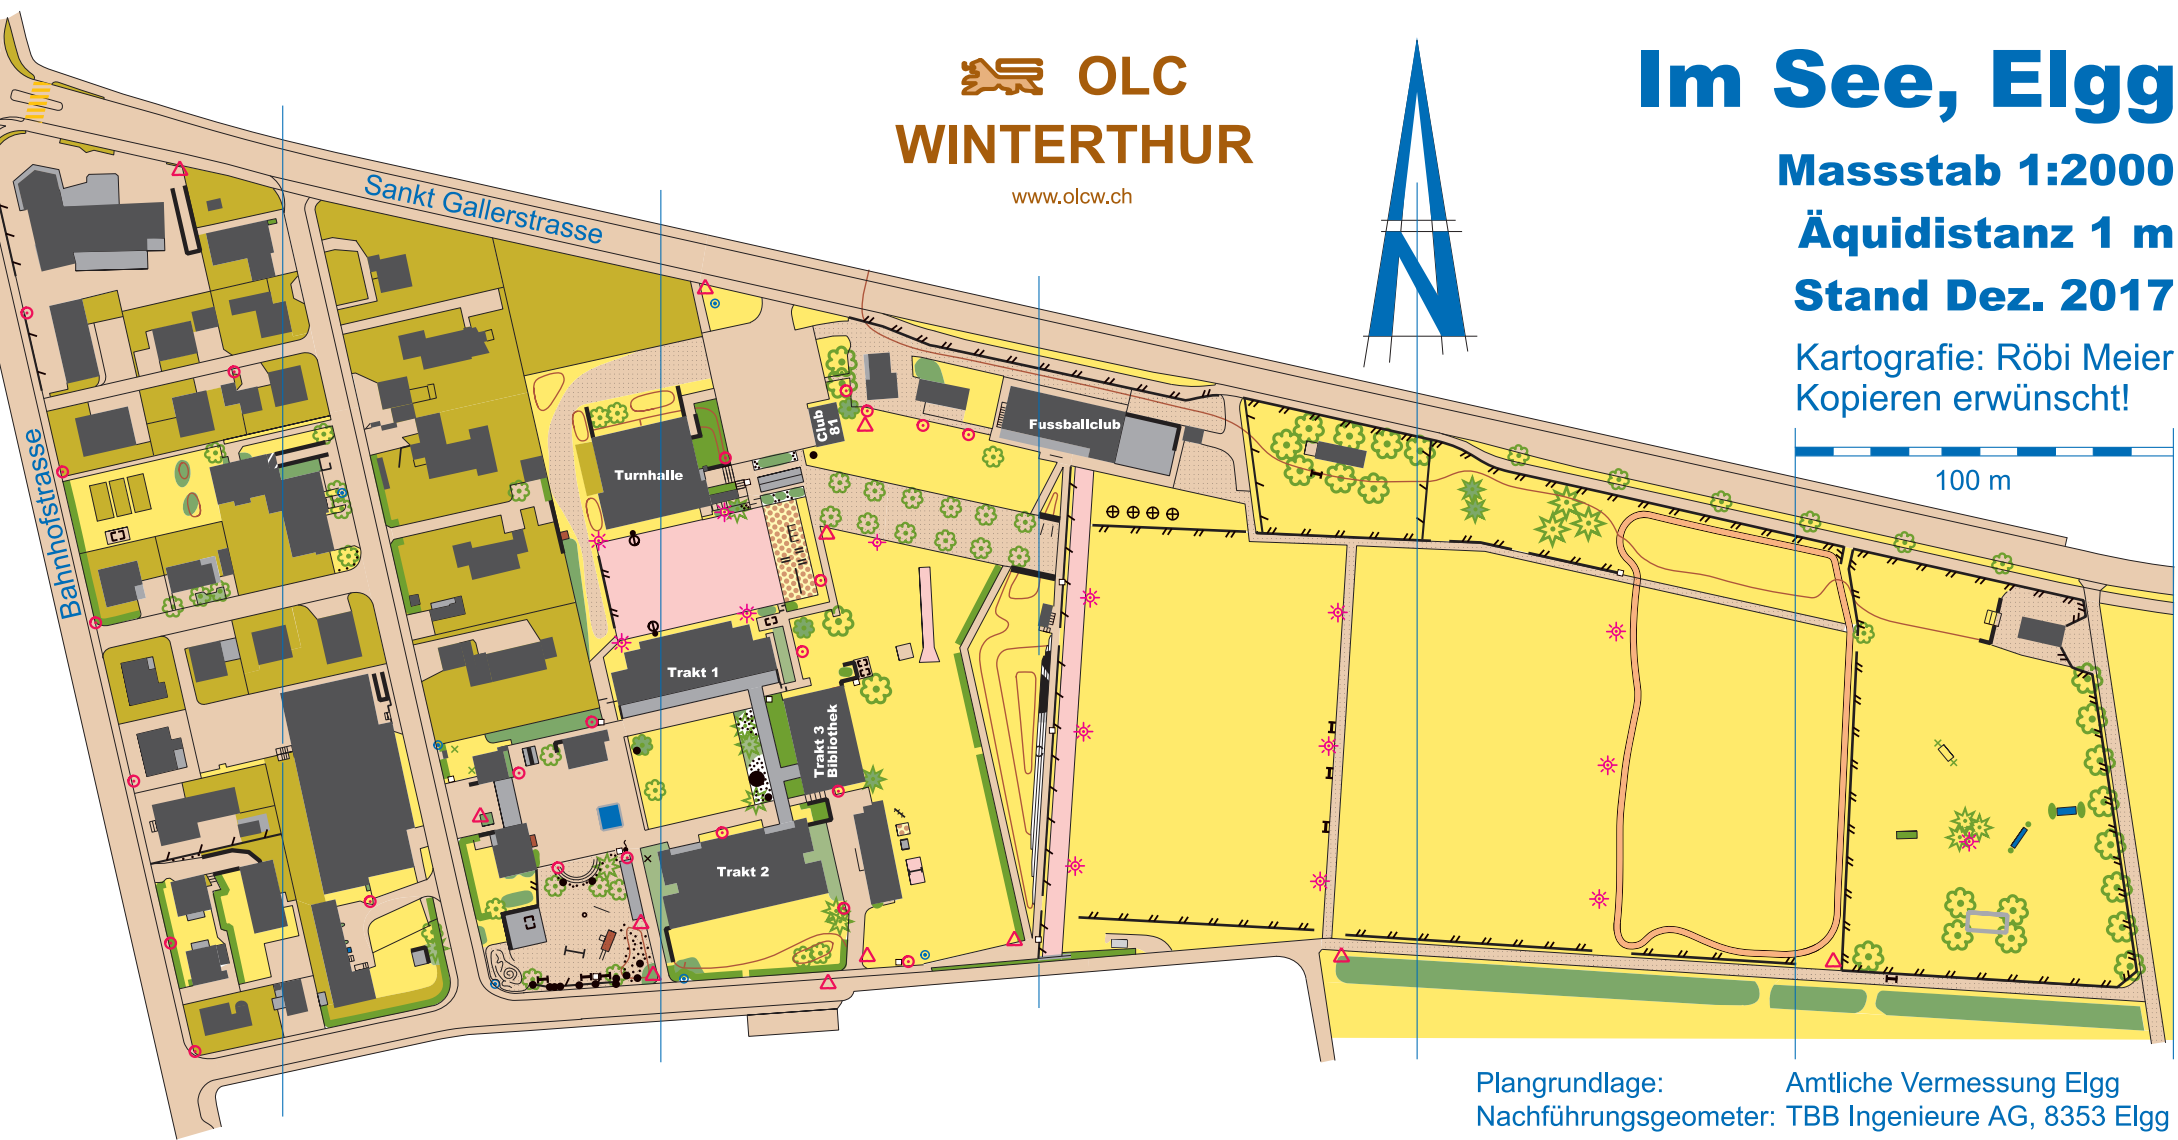 OLC
WINTERTHUR
www.olcw.ch
N
Im See, Elgg
Massstab 1:2000
Äquidistanz 1 m
Stand Dez. 2017
Kartografie: Röbi Meier
Kopieren erwünscht!
100 m
Sankt Gallerstrasse
Bahnhofstrasse
Turnhalle
Club
81
Fussballclub
Trakt 1
Trakt 3
Bibliothek
Trakt 2
Plangrundlage: Amtliche Vermessung Elgg
Nachführungsgeometer: TBB Ingenieure AG, 8353 Elgg